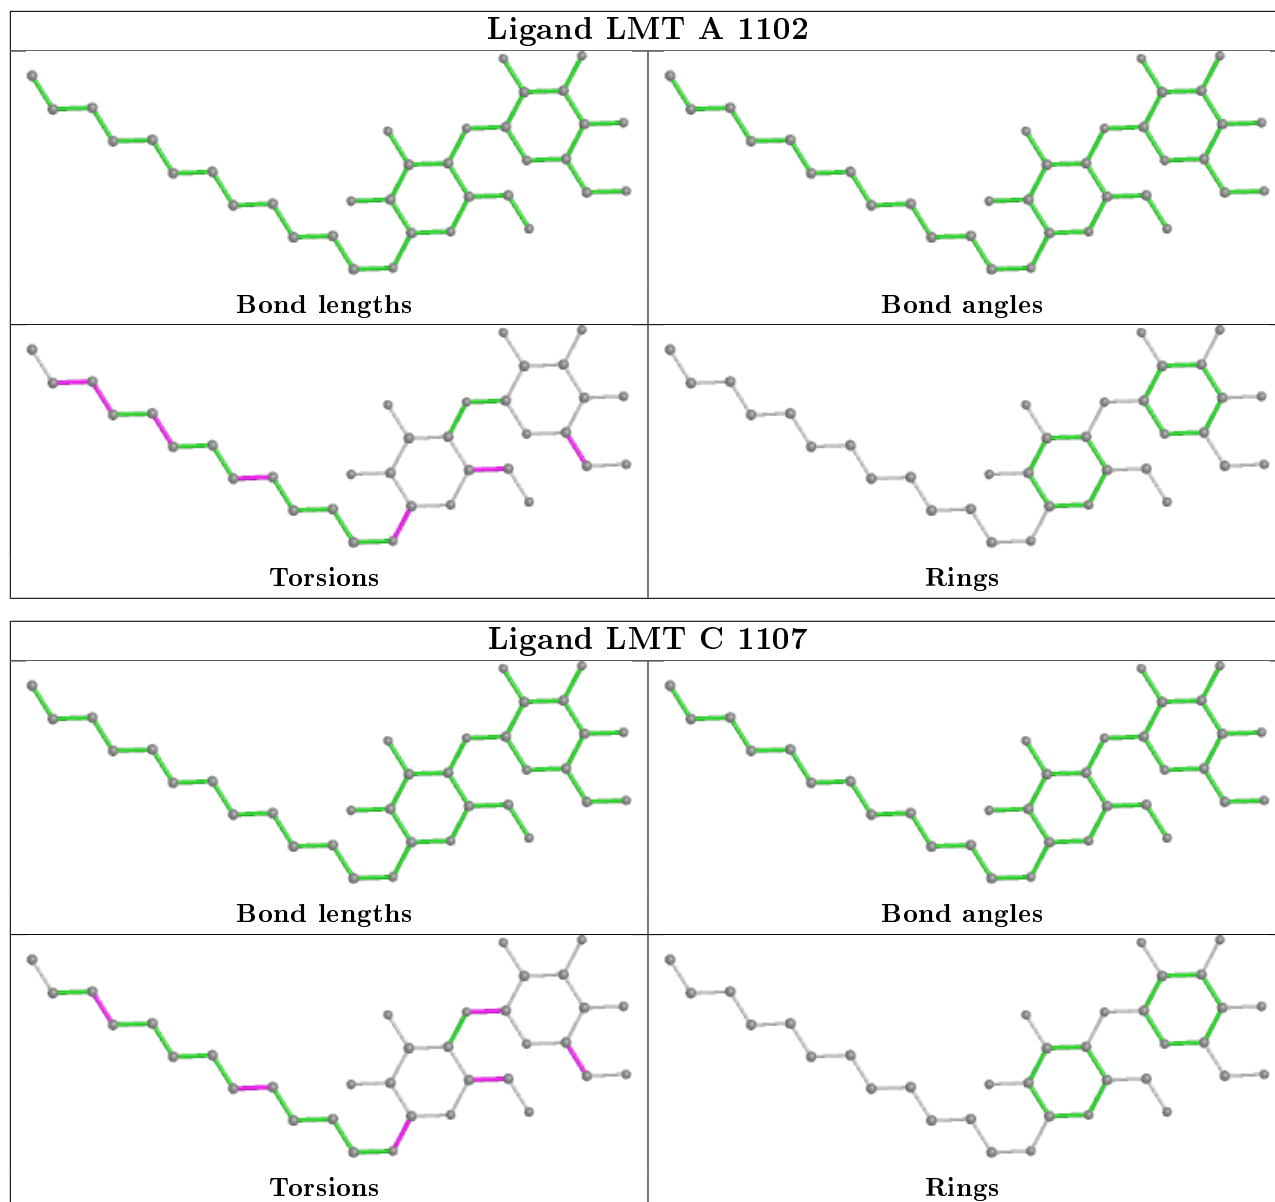 Ligand LMT A 1102
Bond lengths
Bond angles
Torsions
Rings
Ligand LMT C 1107
Bond lengths
Bond angles
Torsions
Rings